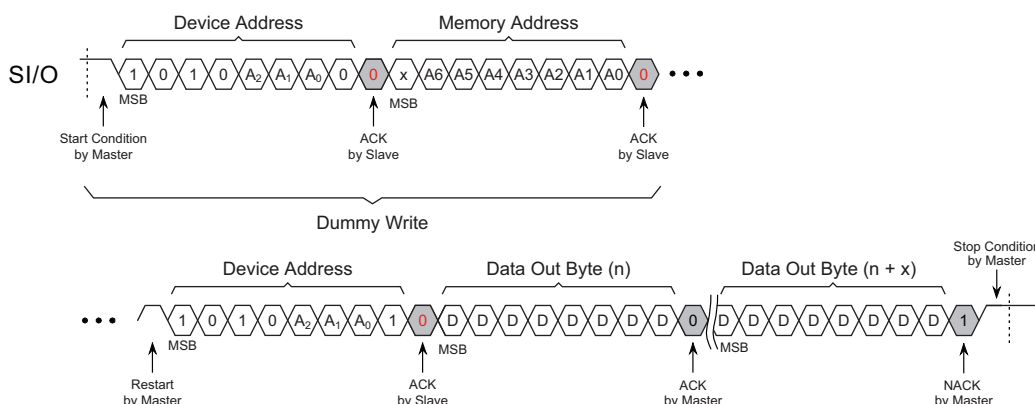 Device Address Memory Address
SI/O 1 0 1 0 A₂ A₁ A₀ 0 0 x A6 A5 A4 A3 A2 A1 A0 0 •••
MSB MSB
Start Condition by Master
ACK by Slave
ACK by Slave
Dummy Write
Stop Condition by Master
Device Address Data Out Byte (n) Data Out Byte (n + x)
••• 1 0 1 0 A₂ A₁ A₀ 1 0 D D D D D D D D 0 D D D D D D D D 1
MSB MSB MSB
Restart by Master
ACK by Slave
ACK by Master
NACK by Master